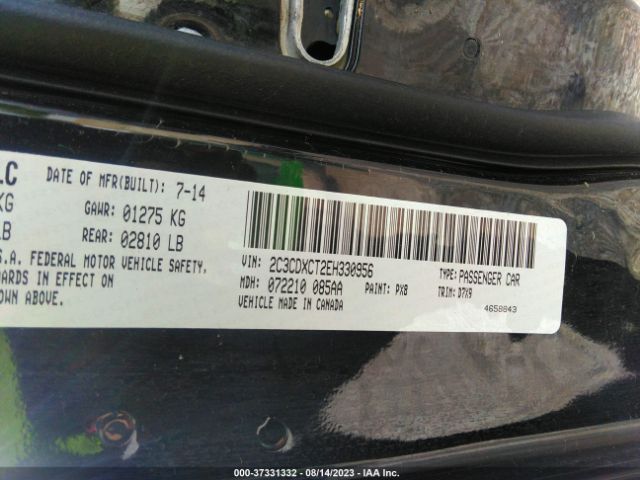 LC DATE OF MFR(BUILT): 7-14
KG GAWR: 01275 KG
LB REAR: 02810 LB
S.A. FEDERAL MOTOR VEHICLE SAFETY.
ARDS IN EFFECT ON
OWN ABOVE.
VIN: 2C3CDXCT2EH330956
MDH: 072210 085AA PAINT: PX8
VEHICLE MADE IN CANADA
TYPE: PASSENGER CAR
TRIM: D7X9
4658843
000-37331332 - 08/14/2023 - IAA Inc.